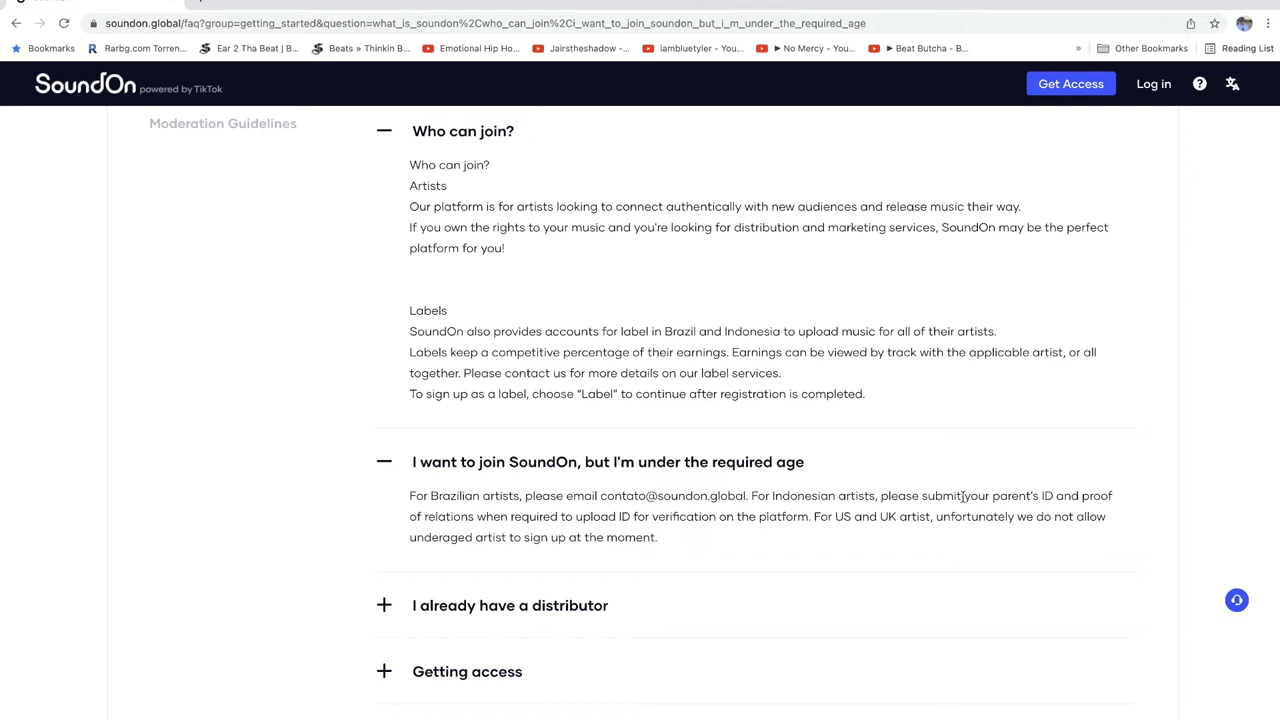 soundon.global/faq?group=getting_started&question=what_is_soundon%2Cwho_can_join%2Ci_want_to_join_soundon_but_i_m_under_the_required_age
Bookmarks
Rarbg.com Torren...
Ear 2 Tha Beat | B...
Beats » Thinkin B...
Emotional Hip Ho...
Jairstheshadow -...
iambluetyler - You...
► No Mercy - You...
► Beat Butcha - B...
»
Other Bookmarks
Reading List
SoundOn powered by TikTok
Get Access
Log in
Moderation Guidelines
Who can join?
Who can join?
Artists
Our platform is for artists looking to connect authentically with new audiences and release music their way.
If you own the rights to your music and you're looking for distribution and marketing services, SoundOn may be the perfect
platform for you!
Labels
SoundOn also provides accounts for label in Brazil and Indonesia to upload music for all of their artists.
Labels keep a competitive percentage of their earnings. Earnings can be viewed by track with the applicable artist, or all
together. Please contact us for more details on our label services.
To sign up as a label, choose “Label” to continue after registration is completed.
I want to join SoundOn, but I'm under the required age
For Brazilian artists, please email contato@soundon.global. For Indonesian artists, please submit your parent's ID and proof
of relations when required to upload ID for verification on the platform. For US and UK artist, unfortunately we do not allow
underaged artist to sign up at the moment.
I already have a distributor
Getting access